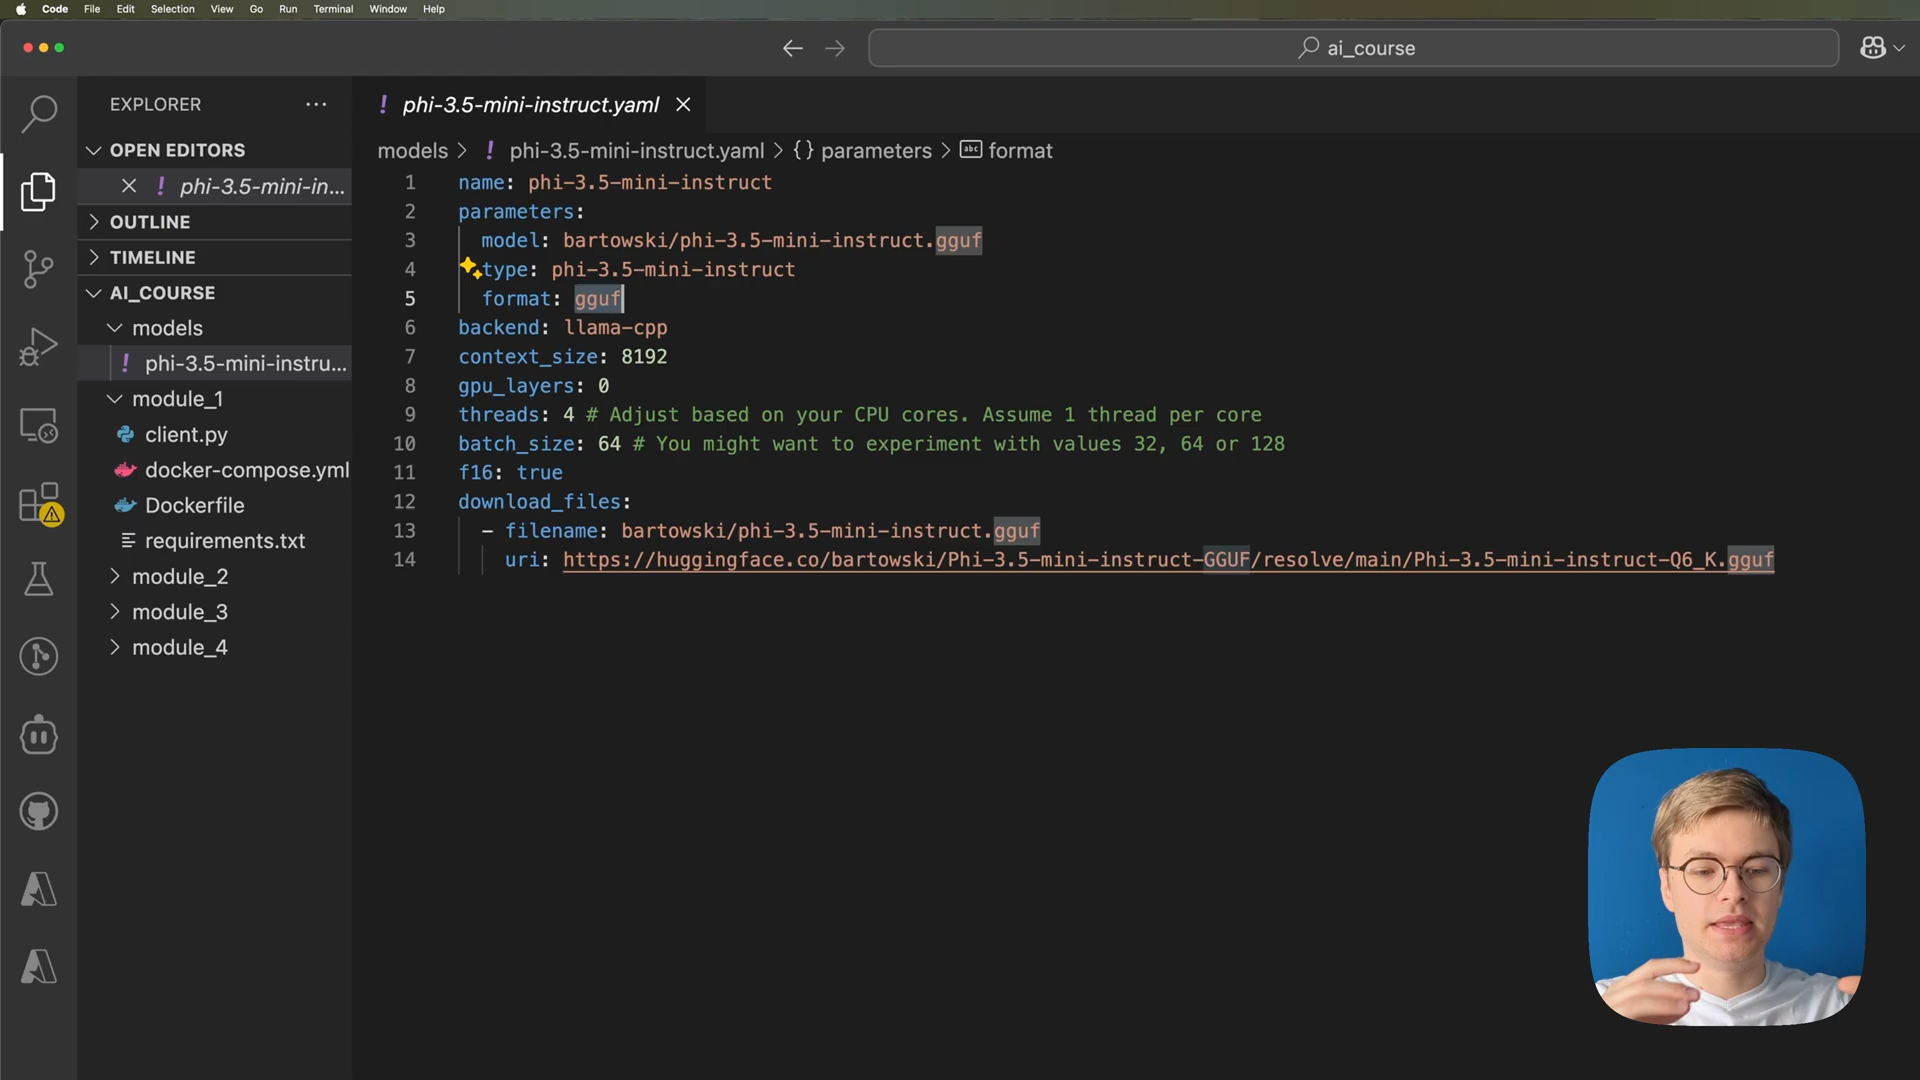 Code File Edit Selection View Go Run Terminal Window Help
ai_course
EXPLORER
OPEN EDITORS
phi-3.5-mini-in...
OUTLINE
TIMELINE
AI_COURSE
models
phi-3.5-mini-instru...
module_1
client.py
docker-compose.yml
Dockerfile
requirements.txt
module_2
module_3
module_4
phi-3.5-mini-instruct.yaml
models > ! phi-3.5-mini-instruct.yaml > {} parameters > abc format
1 name: phi-3.5-mini-instruct
2 parameters:
3 model: bartowski/phi-3.5-mini-instruct.gguf
4 type: phi-3.5-mini-instruct
5 format: gguf
6 backend: llama-cpp
7 context_size: 8192
8 gpu_layers: 0
9 threads: 4 # Adjust based on your CPU cores. Assume 1 thread per core
10 batch_size: 64 # You might want to experiment with values 32, 64 or 128
11 f16: true
12 download_files:
13 - filename: bartowski/phi-3.5-mini-instruct.gguf
14 uri: https://huggingface.co/bartowski/Phi-3.5-mini-instruct-GGUF/resolve/main/Phi-3.5-mini-instruct-Q6_K.gguf